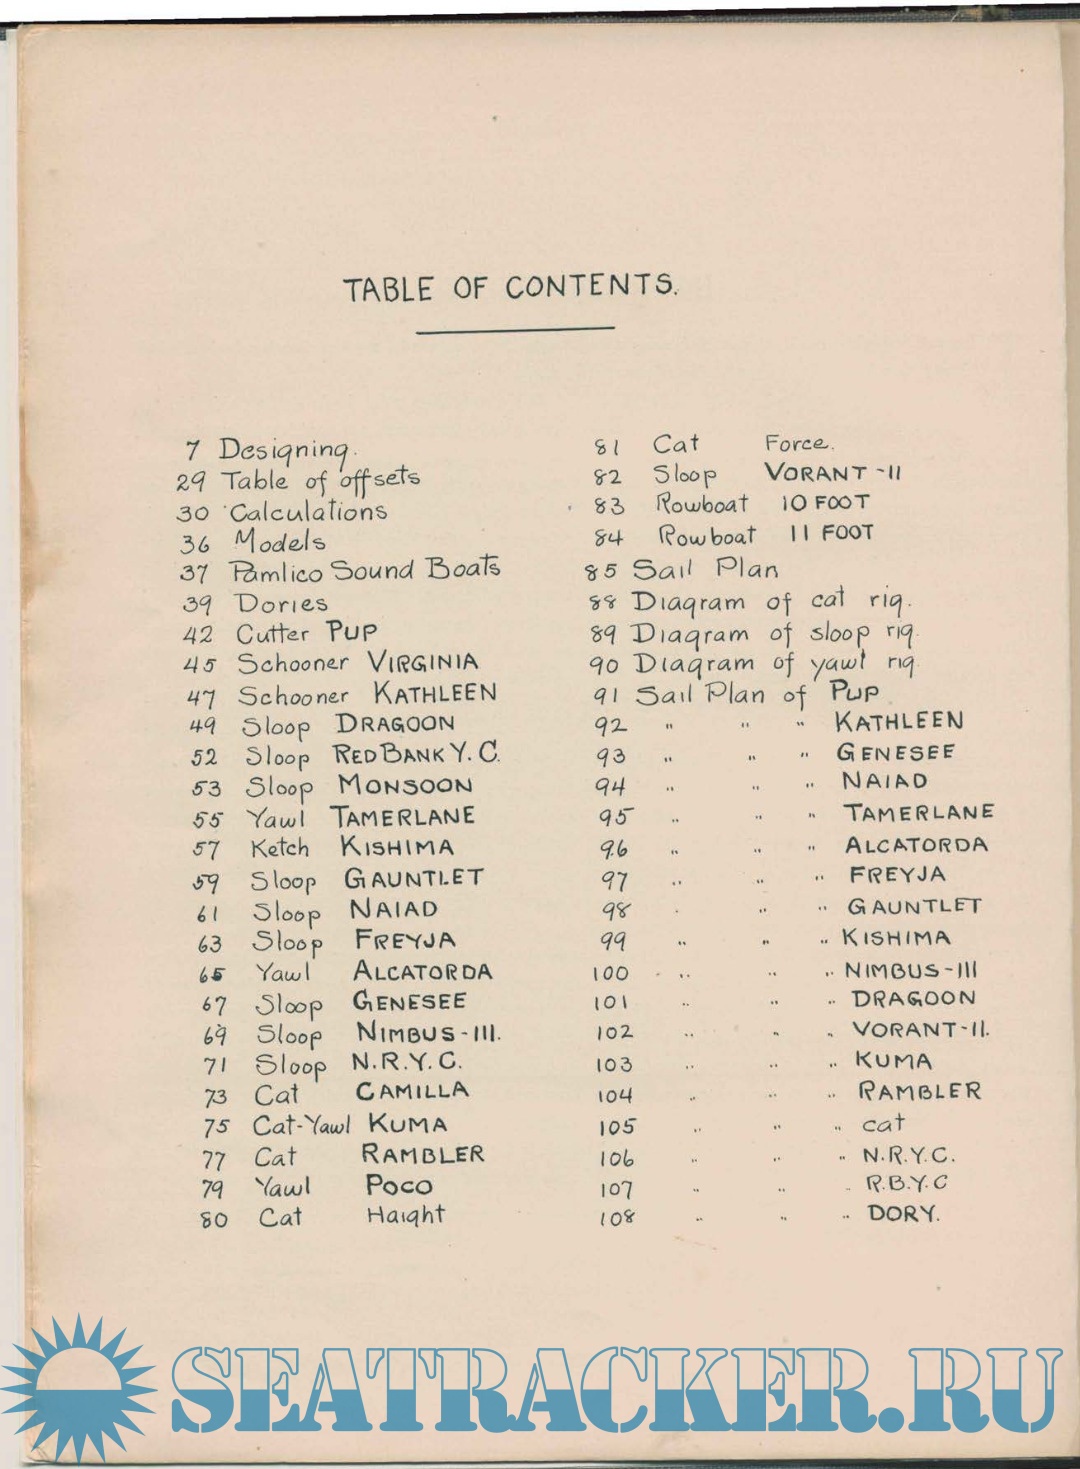 TABLE OF CONTENTS.
7 Designing.
29 Table of offsets
30 Calculations
36 Models
37 Pamlico Sound Boats
39 Dories
42 Cutter PUP
45 Schooner VIRGINIA
47 Schooner KATHLEEN
49 Sloop DRAGOON
52 Sloop RED BANK Y. C.
53 Sloop MONSOON
55 Yawl TAMERLANE
57 Ketch KISHIMA
59 Sloop GAUNTLET
61 Sloop NAIAD
63 Sloop FREYJA
65 Yawl ALCATORDA
67 Sloop GENESEE
69 Sloop NIMBUS-III.
71 Sloop N.R.Y.C.
73 Cat CAMILLA
75 Cat-Yawl KUMA
77 Cat RAMBLER
79 Yawl POCO
80 Cat Haight
81 Cat Force.
82 Sloop VORANT-II
83 Rowboat 10 FOOT
84 Rowboat 11 FOOT
85 Sail Plan
88 Diagram of cat rig.
89 Diagram of sloop rig.
90 Diagram of yawl rig
91 Sail Plan of PUP
92 " " " KATHLEEN
93 " " " GENESEE
94 " " " NAIAD
95 " " " TAMERLANE
96 " " " ALCATORDA
97 " " " FREYJA
98 " " " GAUNTLET
99 " " " KISHIMA
100 " " " NIMBUS-III
101 " " " DRAGOON
102 " " " VORANT-II.
103 " " " KUMA
104 " " " RAMBLER
105 " " " cat
106 " " " N.R.Y.C.
107 " " " R.B.Y.C
108 " " " DORY.
SEATRACKER.RU